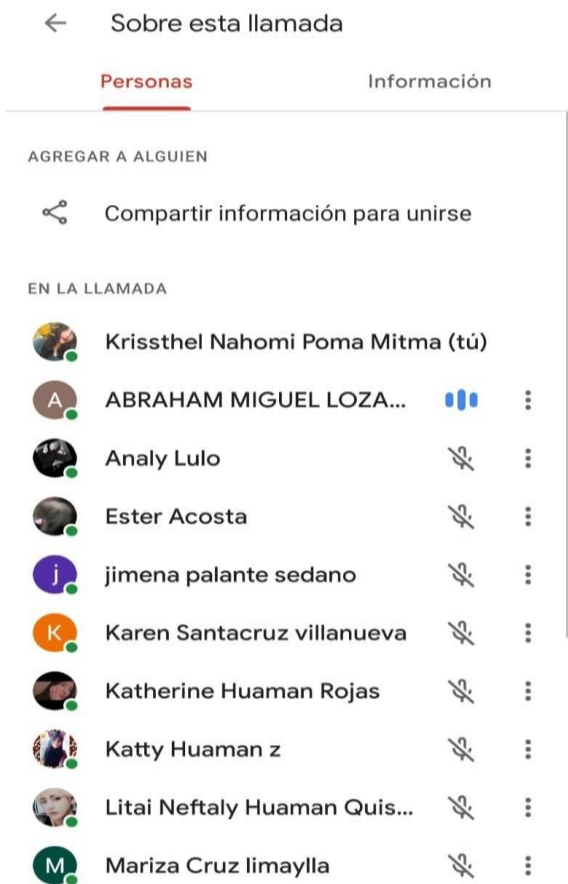 Sobre esta llamada
Personas Información
AGREGAR A ALGUIEN
Compartir información para unirse
EN LA LLAMADA
Krissthel Nahomi Poma Mitma (tú)
A ABRAHAM MIGUEL LOZA...
Analy Lulo
Ester Acosta
j jimena palante sedano
K Karen Santacruz villanueva
Katherine Huaman Rojas
Katty Huaman z
Litai Neftaly Huaman Quis...
M Mariza Cruz limaylla